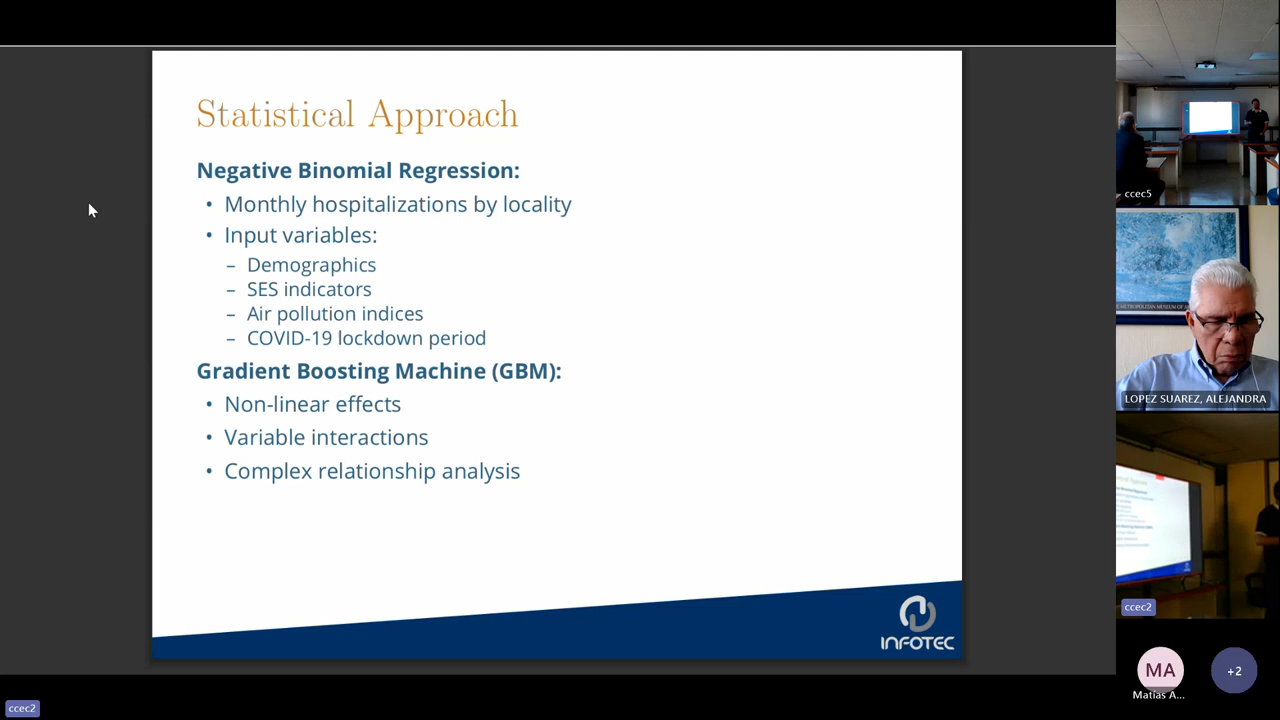 Statistical Approach
Negative Binomial Regression:
• Monthly hospitalizations by locality
• Input variables:
– Demographics
– SES indicators
– Air pollution indices
– COVID-19 lockdown period
Gradient Boosting Machine (GBM):
• Non-linear effects
• Variable interactions
• Complex relationship analysis
INFOTEC
ccec2
ccec5
LOPEZ SUAREZ, ALEJANDRA
ccec2
MA
+2
Matías A...